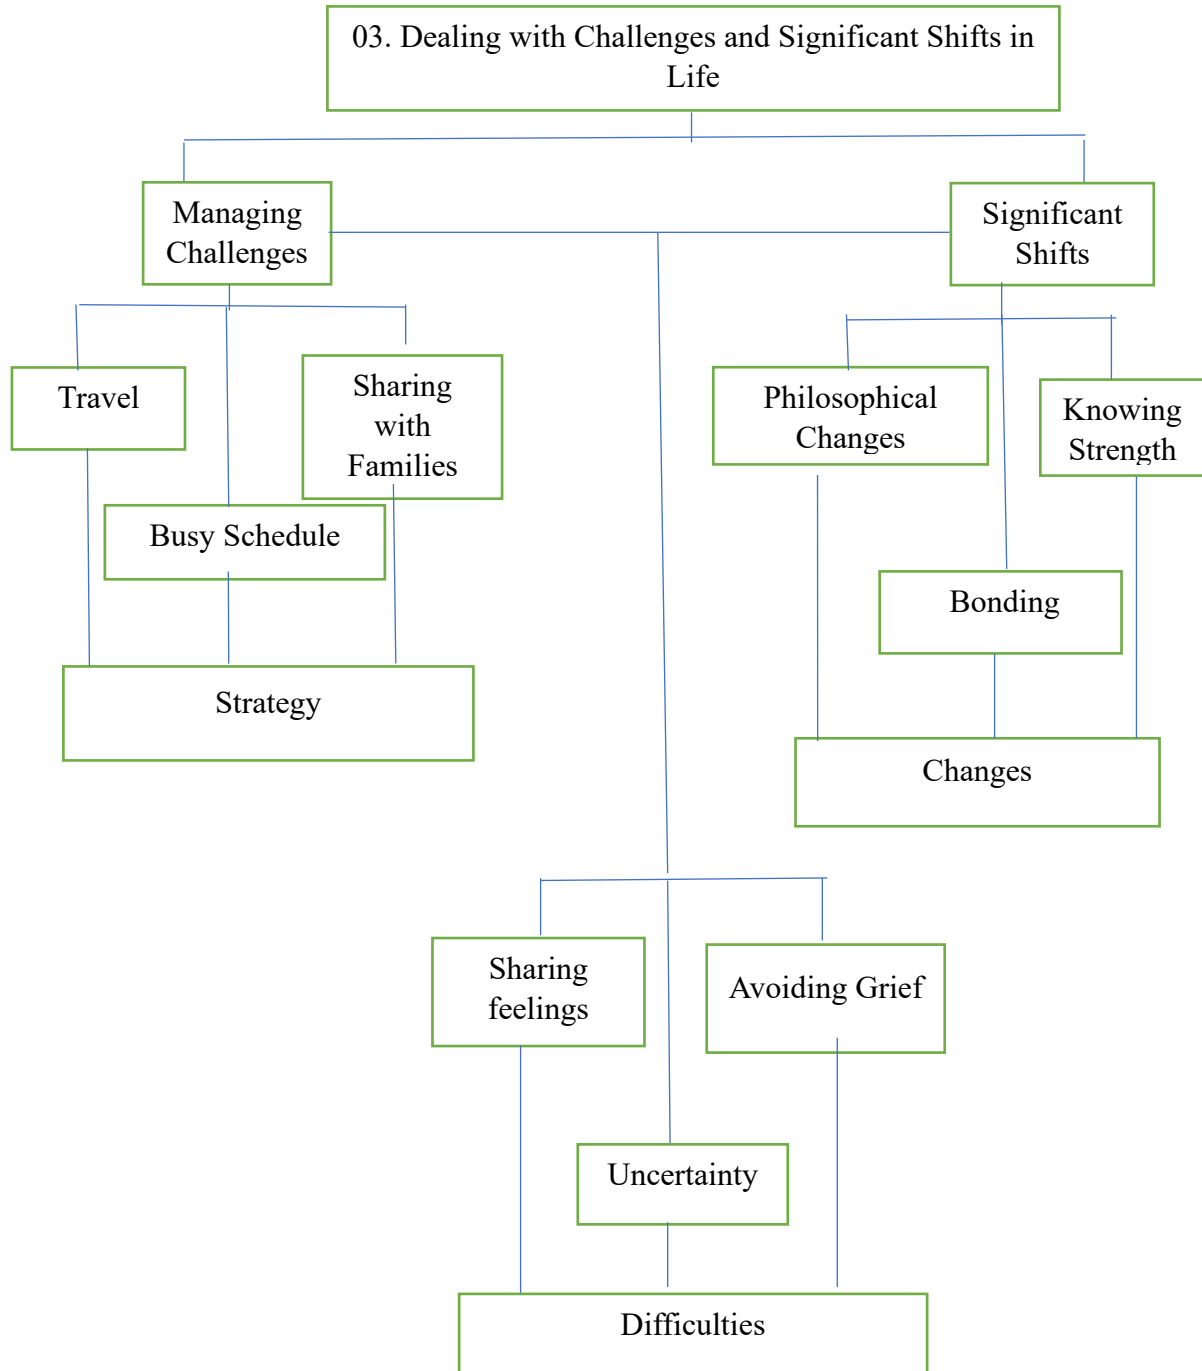 03. Dealing with Challenges and Significant Shifts in
Life
Managing
Challenges
Significant
Shifts
Travel
Sharing
with
Families
Busy Schedule
Philosophical
Changes
Knowing
Strength
Bonding
Strategy
Changes
Sharing
feelings
Avoiding Grief
Uncertainty
Difficulties